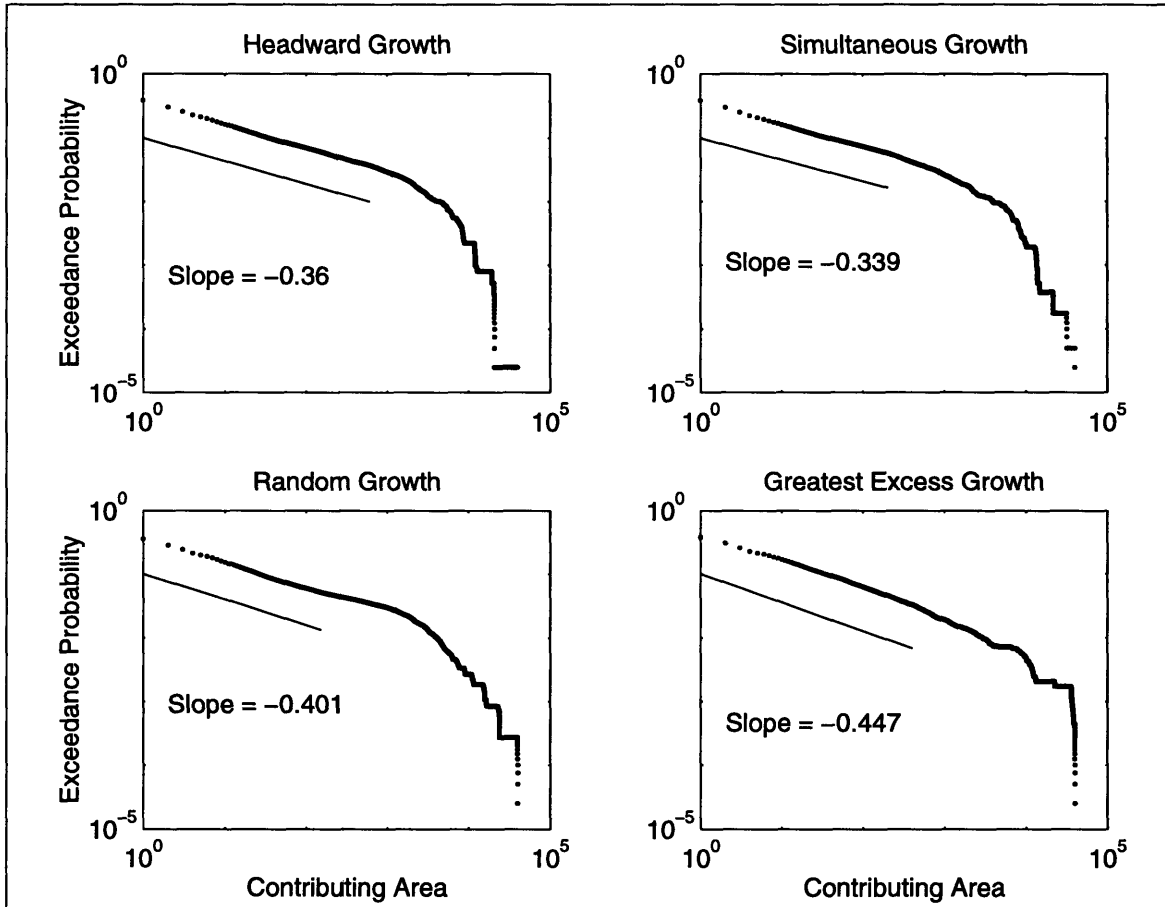 Headward Growth
Exceedance Probability
10^0
10^-5
Slope = −0.36
10^0
10^5
Simultaneous Growth
10^0
10^-5
Slope = −0.339
10^0
10^5
Random Growth
Exceedance Probability
10^0
10^-5
Slope = −0.401
10^0
10^5
Contributing Area
Greatest Excess Growth
10^0
10^-5
Slope = −0.447
10^0
10^5
Contributing Area